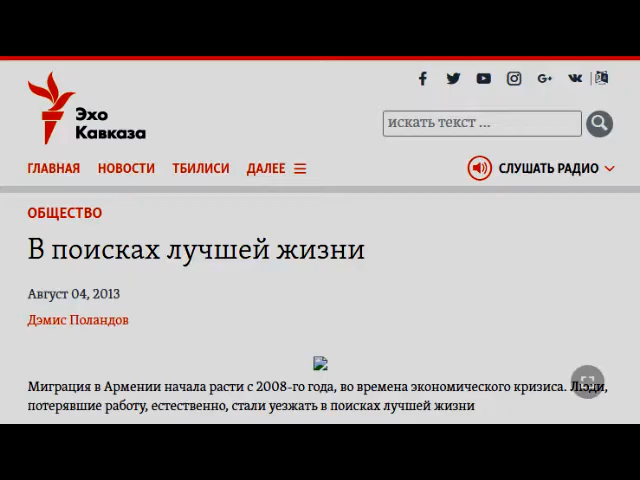 Эхо
Кавказа
искать текст ...
ГЛАВНАЯ НОВОСТИ ТБИЛИСИ ДАЛЕЕ СЛУШАТЬ РАДИО
ОБЩЕСТВО
В поисках лучшей жизни
Август 04, 2013
Дэмис Поландов
Миграция в Армении начала расти с 2008-го года, во времена экономического кризиса. Люди,
потерявшие работу, естественно, стали уезжать в поисках лучшей жизни